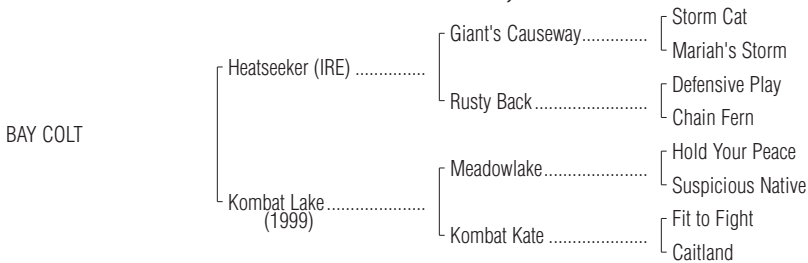 Storm Cat
Giant's Causeway..............
Mariah's Storm
Heatseeker (IRE) ...............
Defensive Play
Rusty Back........................
Chain Fern
BAY COLT
Hold Your Peace
Meadowlake......................
Suspicious Native
Kombat Lake.....................
(1999)
Fit to Fight
Kombat Kate .....................
Caitland